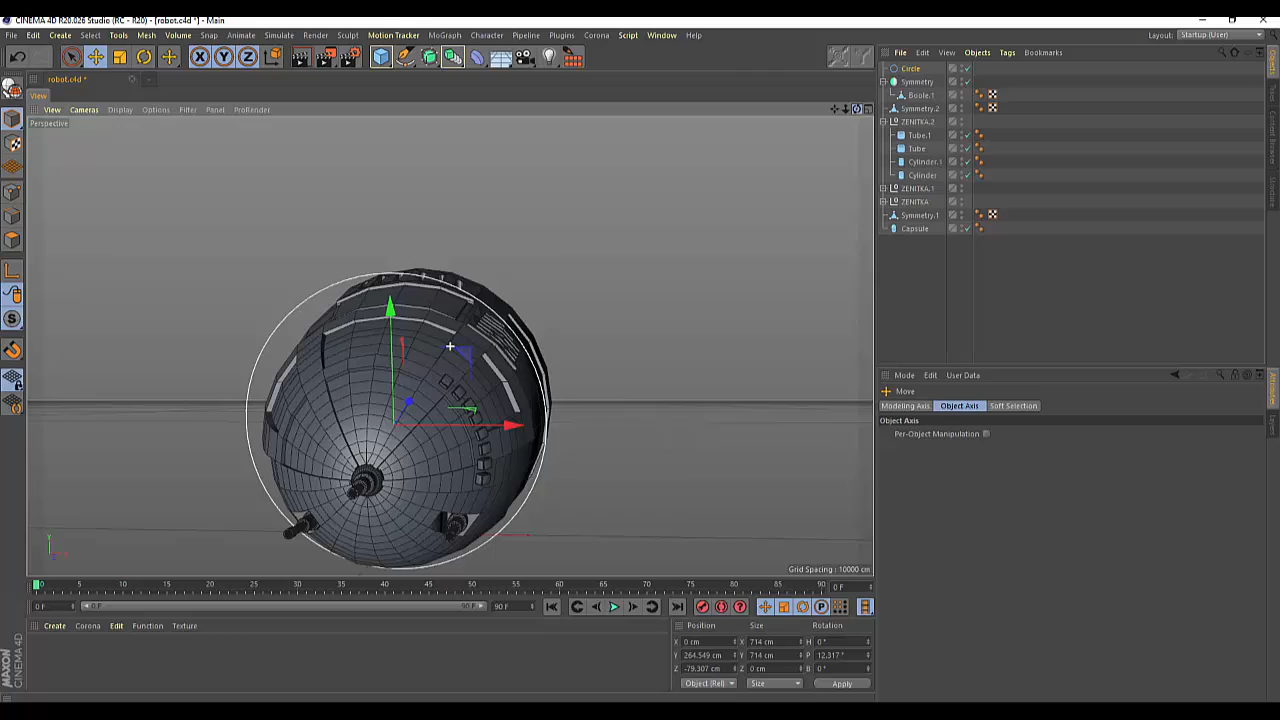 CINEMA 4D R20.026 Studio (RC - R20) - [robot.c4d *] - Main
File Edit Create Select Tools Mesh Volume Snap Animate Simulate Render Sculpt Motion Tracker MoGraph Character Pipeline Plugins Corona Script Window Help Layout: Startup (User)
robot.c4d *
View
View Cameras Display Options Filter Panel ProRender
Perspective
Grid Spacing : 10000 cm
0 5 10 15 20 25 30 35 40 45 50 55 60 65 70 75 80 85 90 0 F
0 F 0 F 90 F 90 F
Create Corona Edit Function Texture
MAXON CINEMA 4D
Position Size Rotation
X 0 cm X 714 cm H 0 °
Y 264.549 cm Y 714 cm P 12.317 °
Z -79.307 cm Z 0 cm B 0 °
Object (Rel) Size Apply
File Edit View Objects Tags Bookmarks
Circle
Symmetry
Boole.1
Symmetry.2
ZENITKA.2
Tube.1
Tube
Cylinder.1
Cylinder
ZENITKA.1
ZENITKA
Symmetry.1
Capsule
Mode Edit User Data
Move
Modeling Axis Object Axis Soft Selection
Object Axis
Per-Object Manipulation